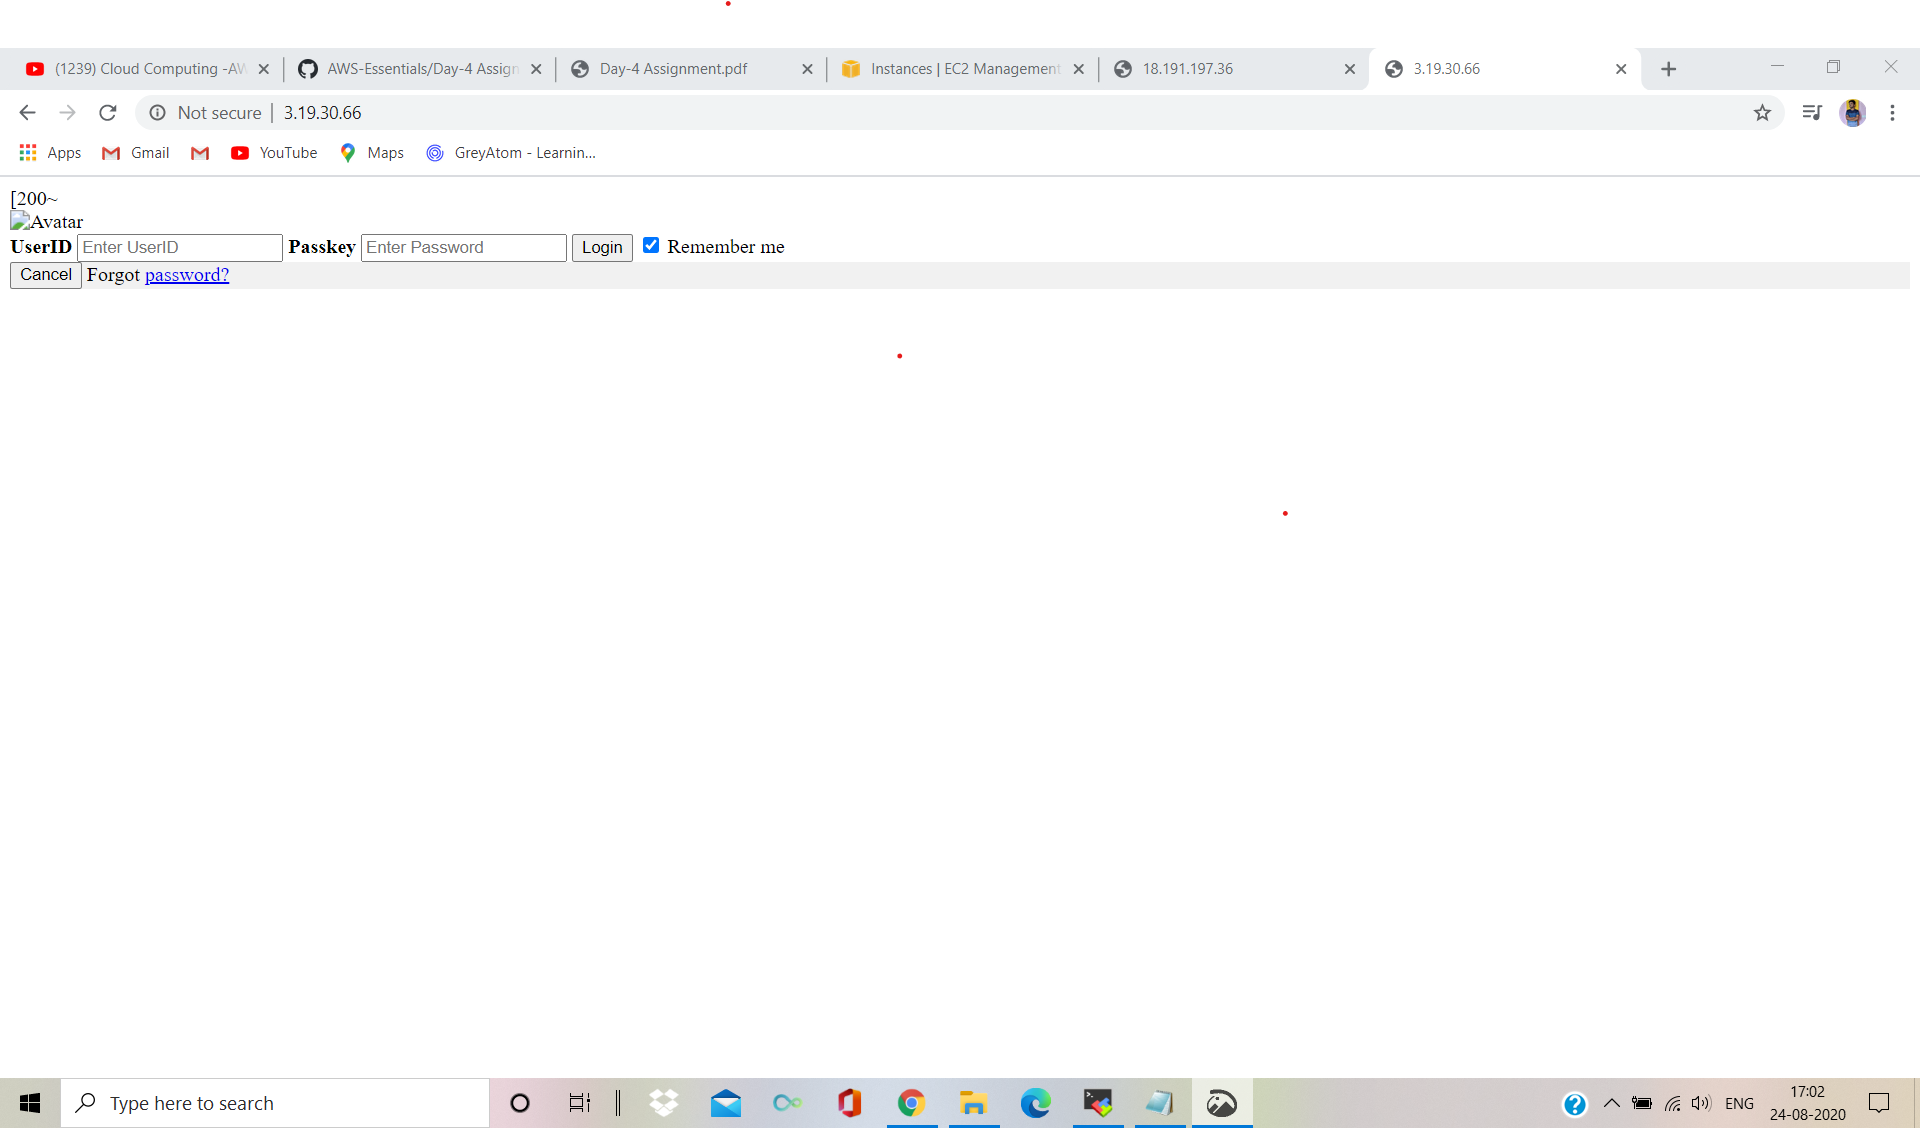 (1239) Cloud Computing -AW
AWS-Essentials/Day-4 Assign
Day-4 Assignment.pdf
Instances | EC2 Management
18.191.197.36
3.19.30.66
Not secure | 3.19.30.66
Apps Gmail YouTube Maps GreyAtom - Learnin...
[200~
Avatar
UserID Enter UserID Passkey Enter Password Login Remember me
Cancel Forgot password?
Type here to search
ENG
17:02
24-08-2020